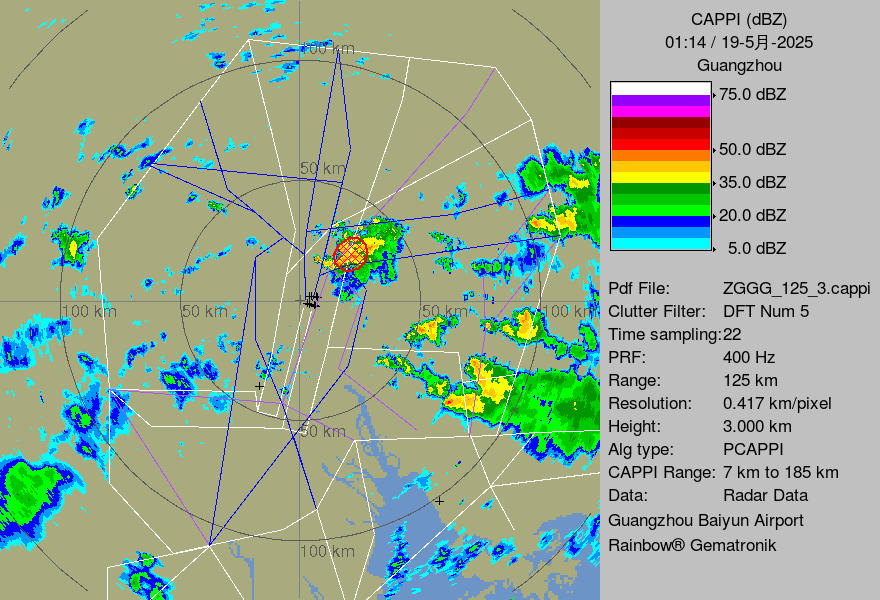 CAPPI (dBZ)
01:14 / 19-5月-2025
Guangzhou
75.0 dBZ
50.0 dBZ
35.0 dBZ
20.0 dBZ
5.0 dBZ
Pdf File: ZGGG_125_3.cappi
Clutter Filter: DFT Num 5
Time sampling:22
PRF: 400 Hz
Range: 125 km
Resolution: 0.417 km/pixel
Height: 3.000 km
Alg type: PCAPPI
CAPPI Range: 7 km to 185 km
Data: Radar Data
Guangzhou Baiyun Airport
Rainbow® Gematronik
100 km
50 km
100 km
50 km
50 km
100 km
50 km
100 km